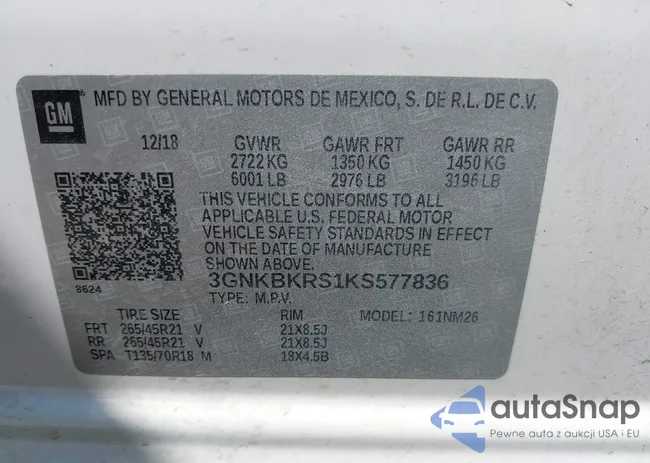 GM
MFD BY GENERAL MOTORS DE MEXICO, S. DE R.L. DE C.V.
12/18 GVWR GAWR FRT GAWR RR
2722 KG 1350 KG 1450 KG
6001 LB 2976 LB 3196 LB
THIS VEHICLE CONFORMS TO ALL
APPLICABLE U.S. FEDERAL MOTOR
VEHICLE SAFETY STANDARDS IN EFFECT
ON THE DATE OF MANUFACTURE
SHOWN ABOVE.
8624
3GNKBKRS1KS577836
TYPE: M.P.V.
TIRE SIZE RIM MODEL: 161NM26
FRT 265/45R21 V 21X8.5J
RR 265/45R21 V 21X8.5J
SPA T135/70R18 M 18X4.5B
autaSnap
Pewne auta z aukcji USA i EU